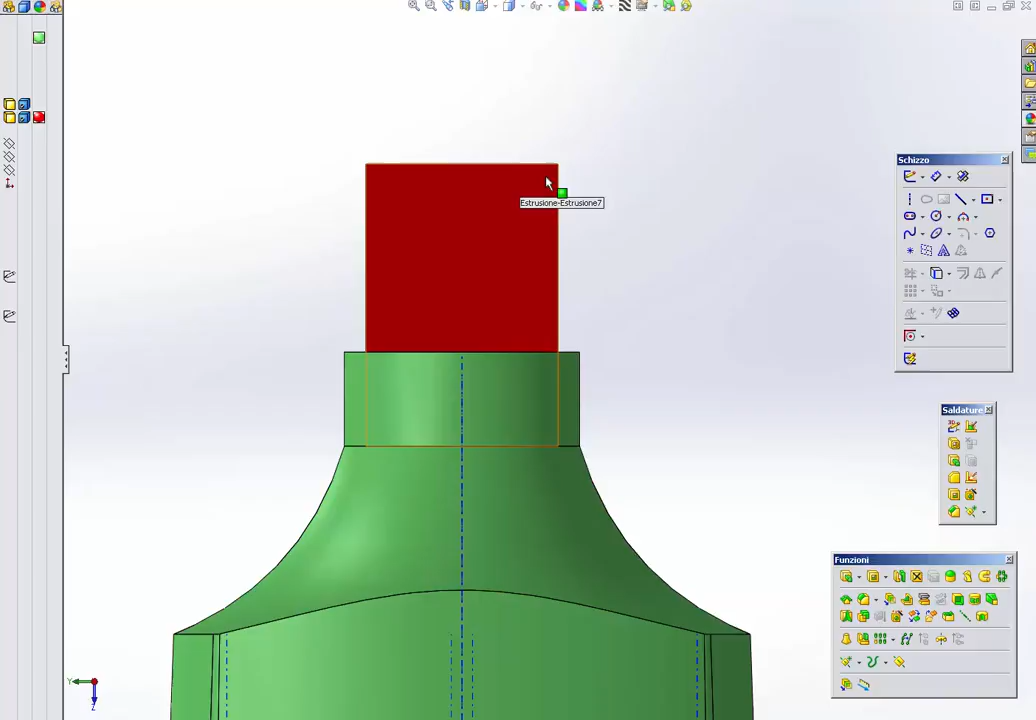 Schizzo
Estrusione-Estrusione7
Saldature
Funzioni
Y
Z